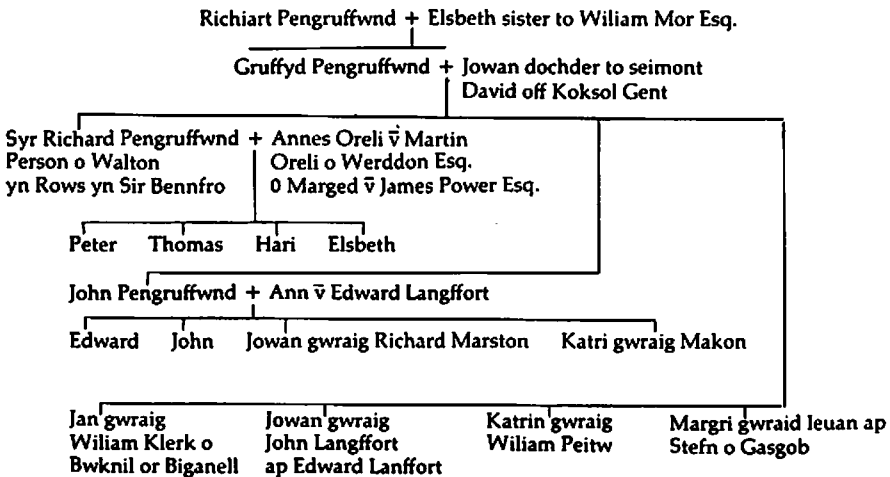 Richiart Pengruffwnd + Elsbeth sister to Wiliam Mor Esq.
Gruffyd Pengruffwnd + Jowan dochder to seimont
David off Koksol Gent
Syr Richard Pengruffwnd + Annes Oreli v̄ Martin
Person o Walton Oreli o Werddon Esq.
yn Rows yn Sir Bennfro 0 Marged v̄ James Power Esq.
Peter Thomas Hari Elsbeth
John Pengruffwnd + Ann v̄ Edward Langffort
Edward John Jowan gwraig Richard Marston Katri gwraig Makon
Jan gwraig Jowan gwraig Katrin gwraig Margri gwraid Ieuan ap
Wiliam Klerk o John Langffort Wiliam Peitw Stefn o Gasgob
Bwknil or Biganell ap Edward Lanffort